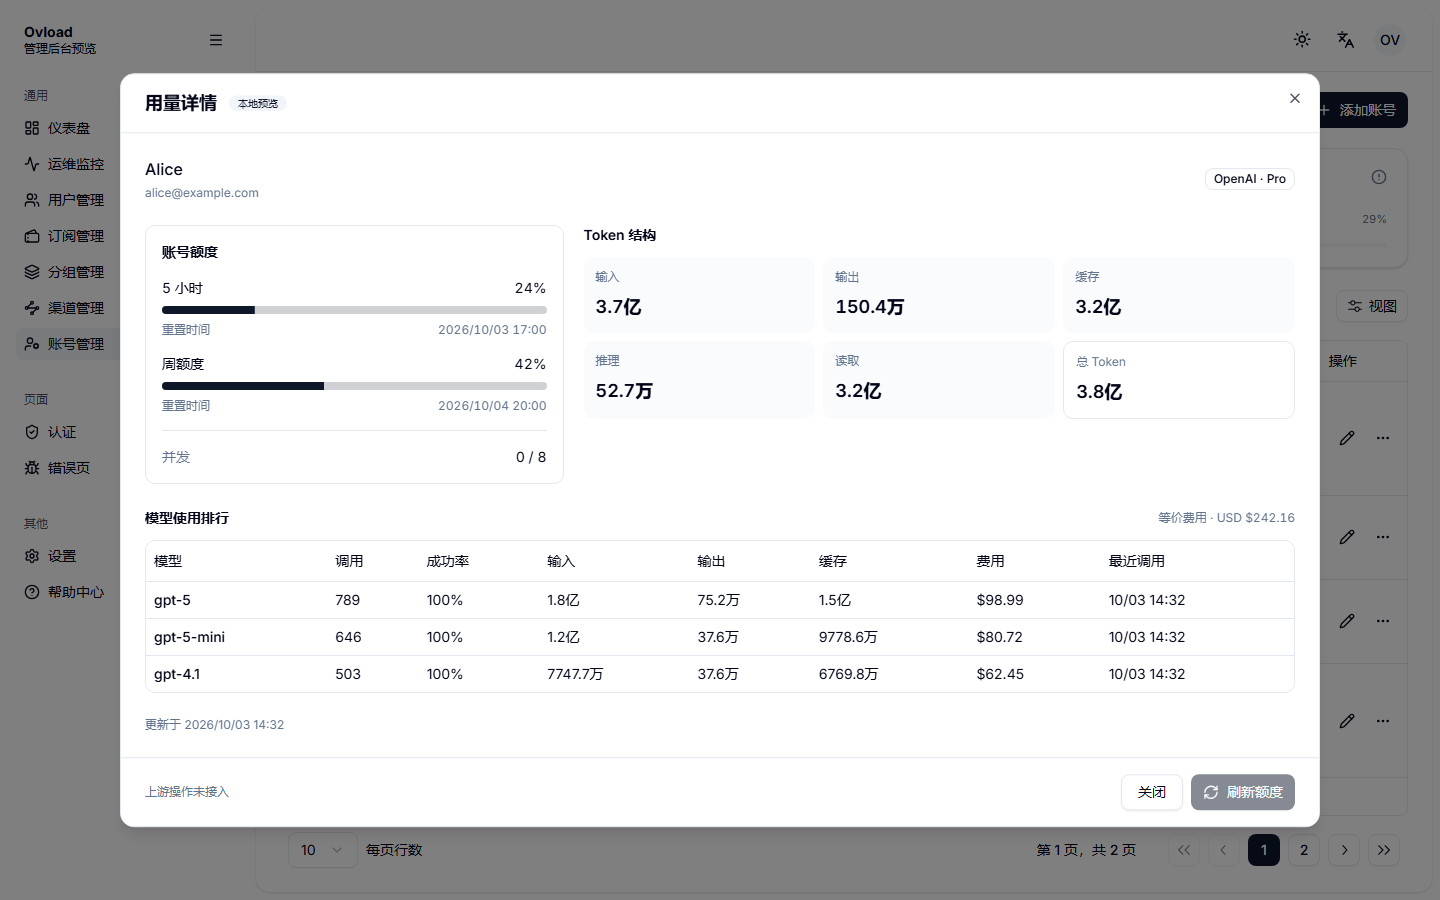 Ovload
管理后台预览
OV
通用
仪表盘
运维监控
用户管理
订阅管理
分组管理
渠道管理
账号管理
页面
认证
错误页
其他
设置
帮助中心
添加账号
29%
视图
操作
用量详情 本地预览
Alice
alice@example.com
OpenAI · Pro
账号额度
5 小时 24%
重置时间 2026/10/03 17:00
周额度 42%
重置时间 2026/10/04 20:00
并发 0 / 8
Token 结构
输入 输出 缓存
3.7亿 150.4万 3.2亿
推理 读取 总 Token
52.7万 3.2亿 3.8亿
模型使用排行 等价费用 · USD $242.16
模型 调用 成功率 输入 输出 缓存 费用 最近调用
gpt-5 789 100% 1.8亿 75.2万 1.5亿 $98.99 10/03 14:32
gpt-5-mini 646 100% 1.2亿 37.6万 9778.6万 $80.72 10/03 14:32
gpt-4.1 503 100% 7747.7万 37.6万 6769.8万 $62.45 10/03 14:32
更新于 2026/10/03 14:32
上游操作未接入 关闭 刷新额度
10 每页行数 第 1 页，共 2 页 1 2